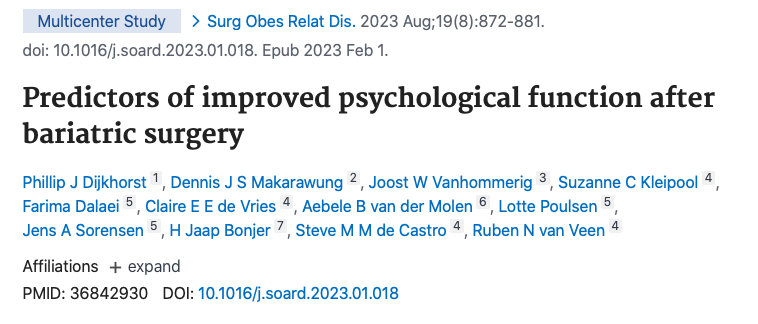 Multicenter Study > Surg Obes Relat Dis. 2023 Aug;19(8):872-881.
doi: 10.1016/j.soard.2023.01.018. Epub 2023 Feb 1.
Predictors of improved psychological function after
bariatric surgery
Phillip J Dijkhorst 1, Dennis J S Makarawung 2, Joost W Vanhommerig 3, Suzanne C Kleipool 4,
Farima Dalaei 5, Claire E E de Vries 4, Aebele B van der Molen 6, Lotte Poulsen 5,
Jens A Sorensen 5, H Jaap Bonjer 7, Steve M M de Castro 4, Ruben N van Veen 4
Affiliations + expand
PMID: 36842930 DOI: 10.1016/j.soard.2023.01.018